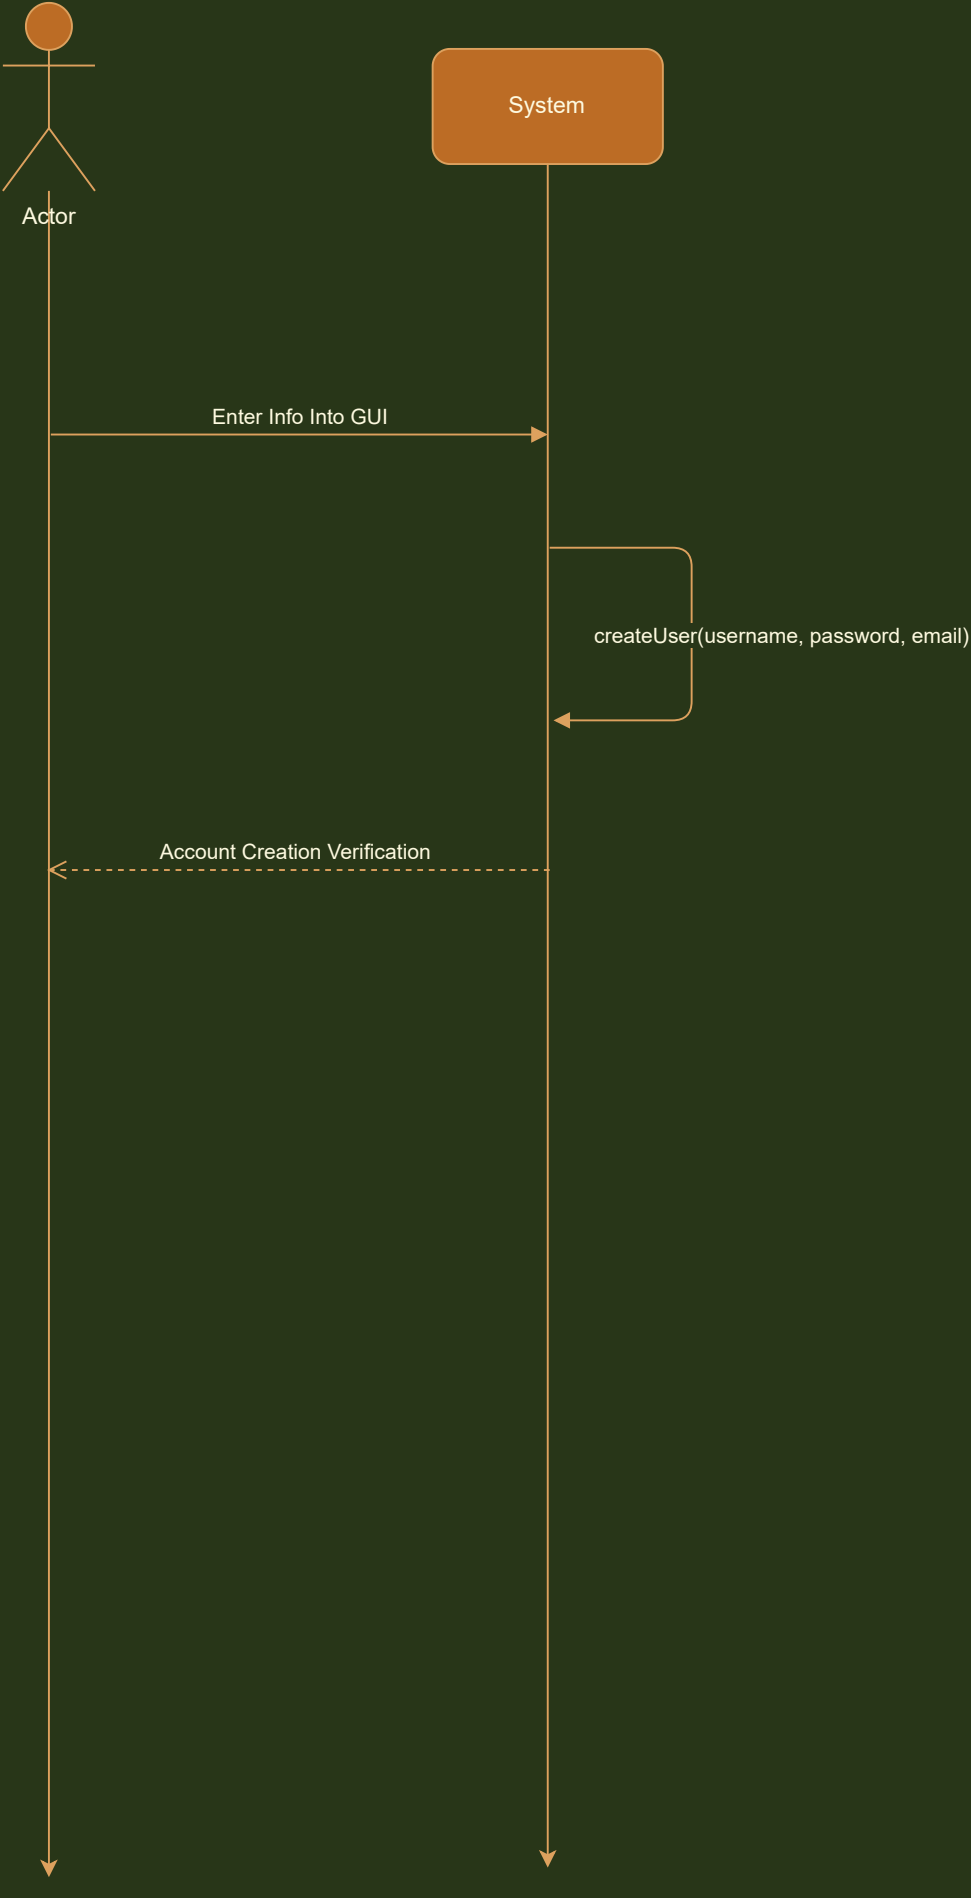 System
Actor
Enter Info Into GUI
createUser(username, password, email)
Account Creation Verification